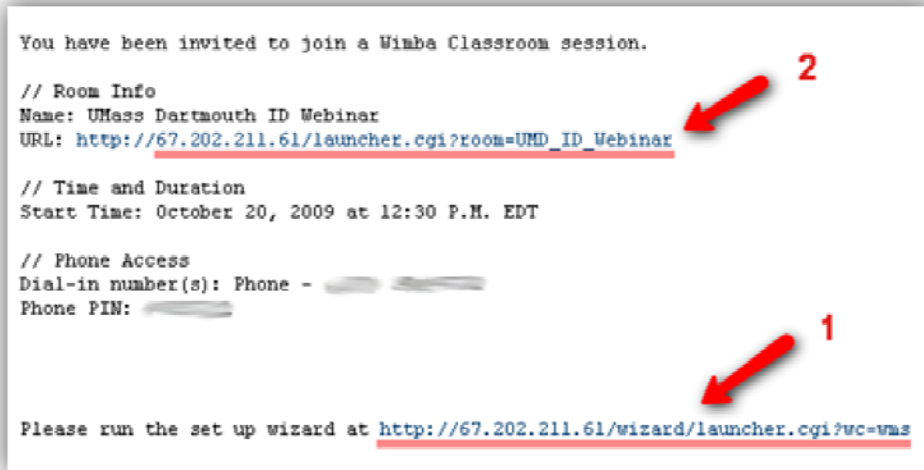 You have been invited to join a Wimba Classroom session.
2
// Room Info
Name: UMass Dartmouth ID Webinar
URL: http://67.202.211.61/launcher.cgi?room=UMD_ID_Webinar
// Time and Duration
Start Time: October 20, 2009 at 12:30 P.M. EDT
// Phone Access
Dial-in number(s): Phone -
Phone PIN:
1
Please run the set up wizard at http://67.202.211.61/wizard/launcher.cgi?wc=wms